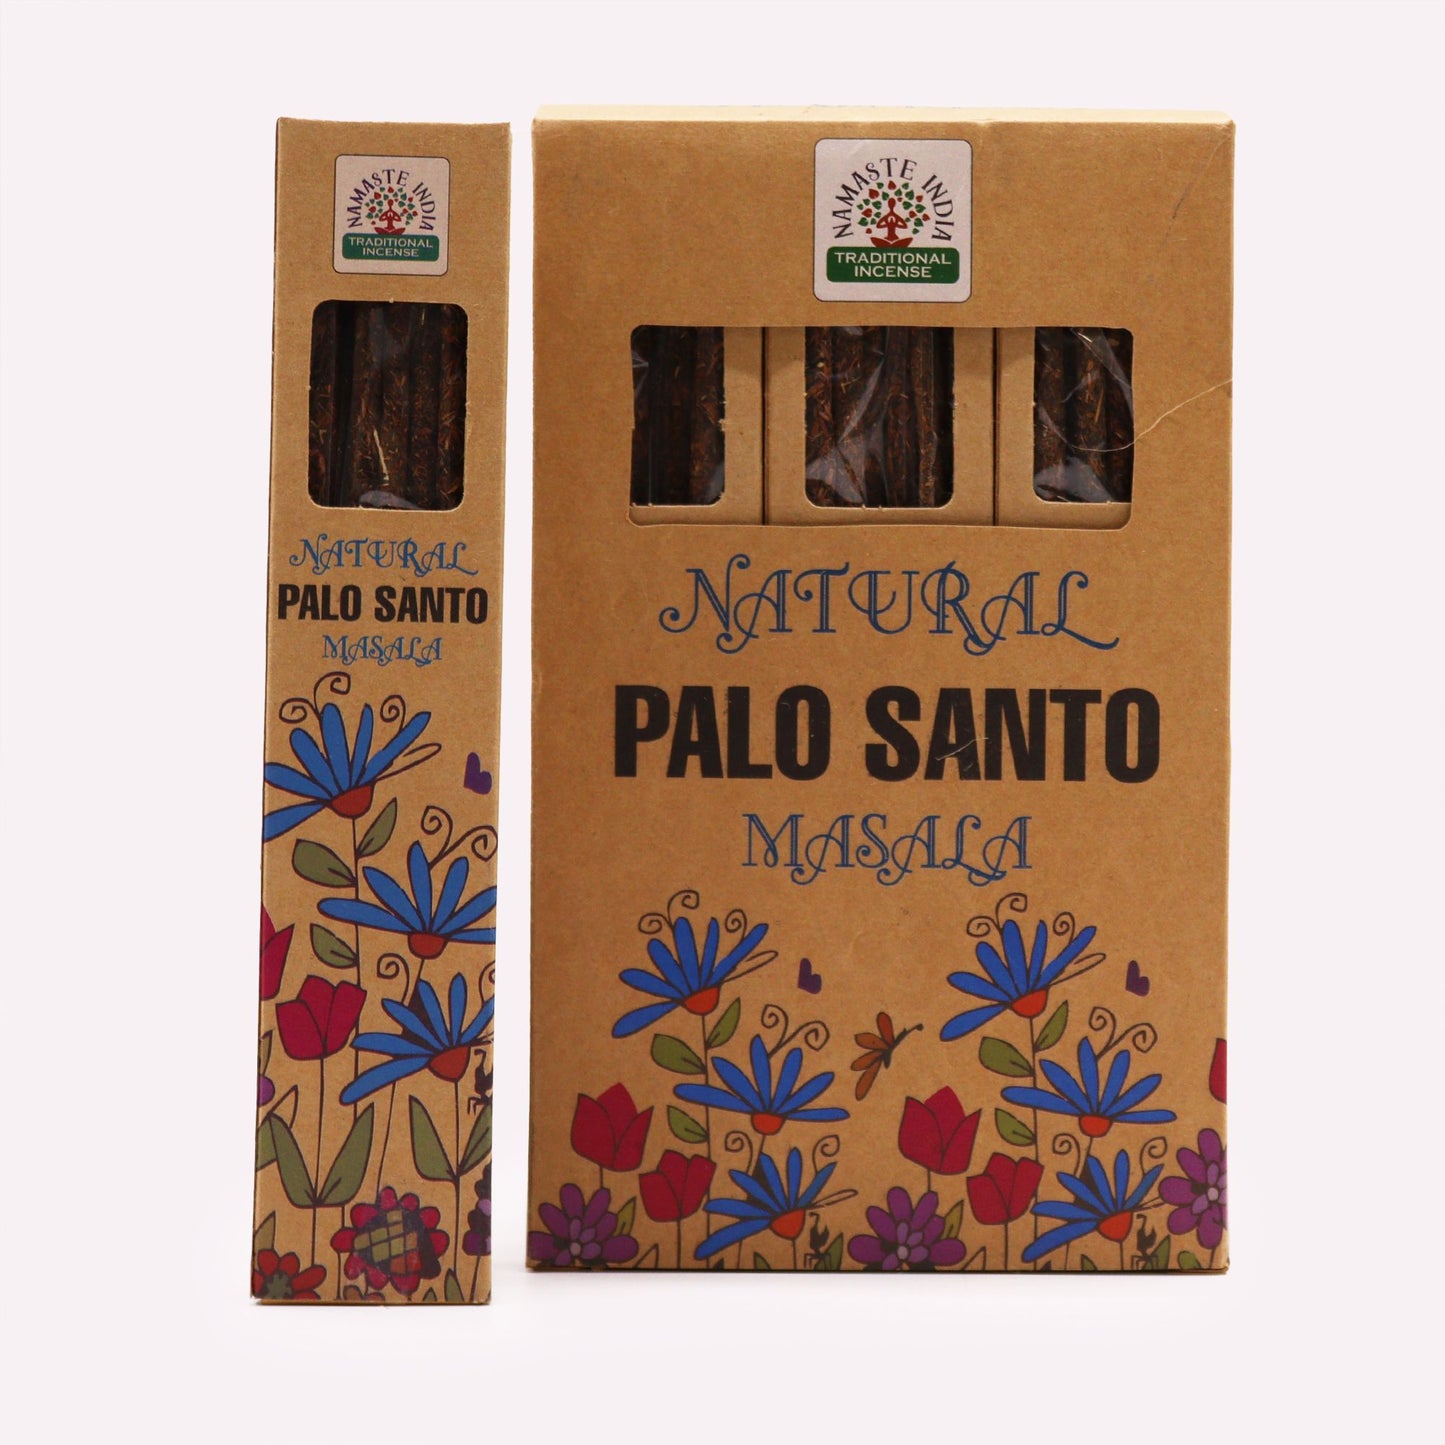 NAMASTE INDIA
TRADITIONAL
INCENSE
NATURAL
PALO SANTO
MASALA
NAMASTE INDIA
TRADITIONAL
INCENSE
NATURAL
PALO SANTO
MASALA